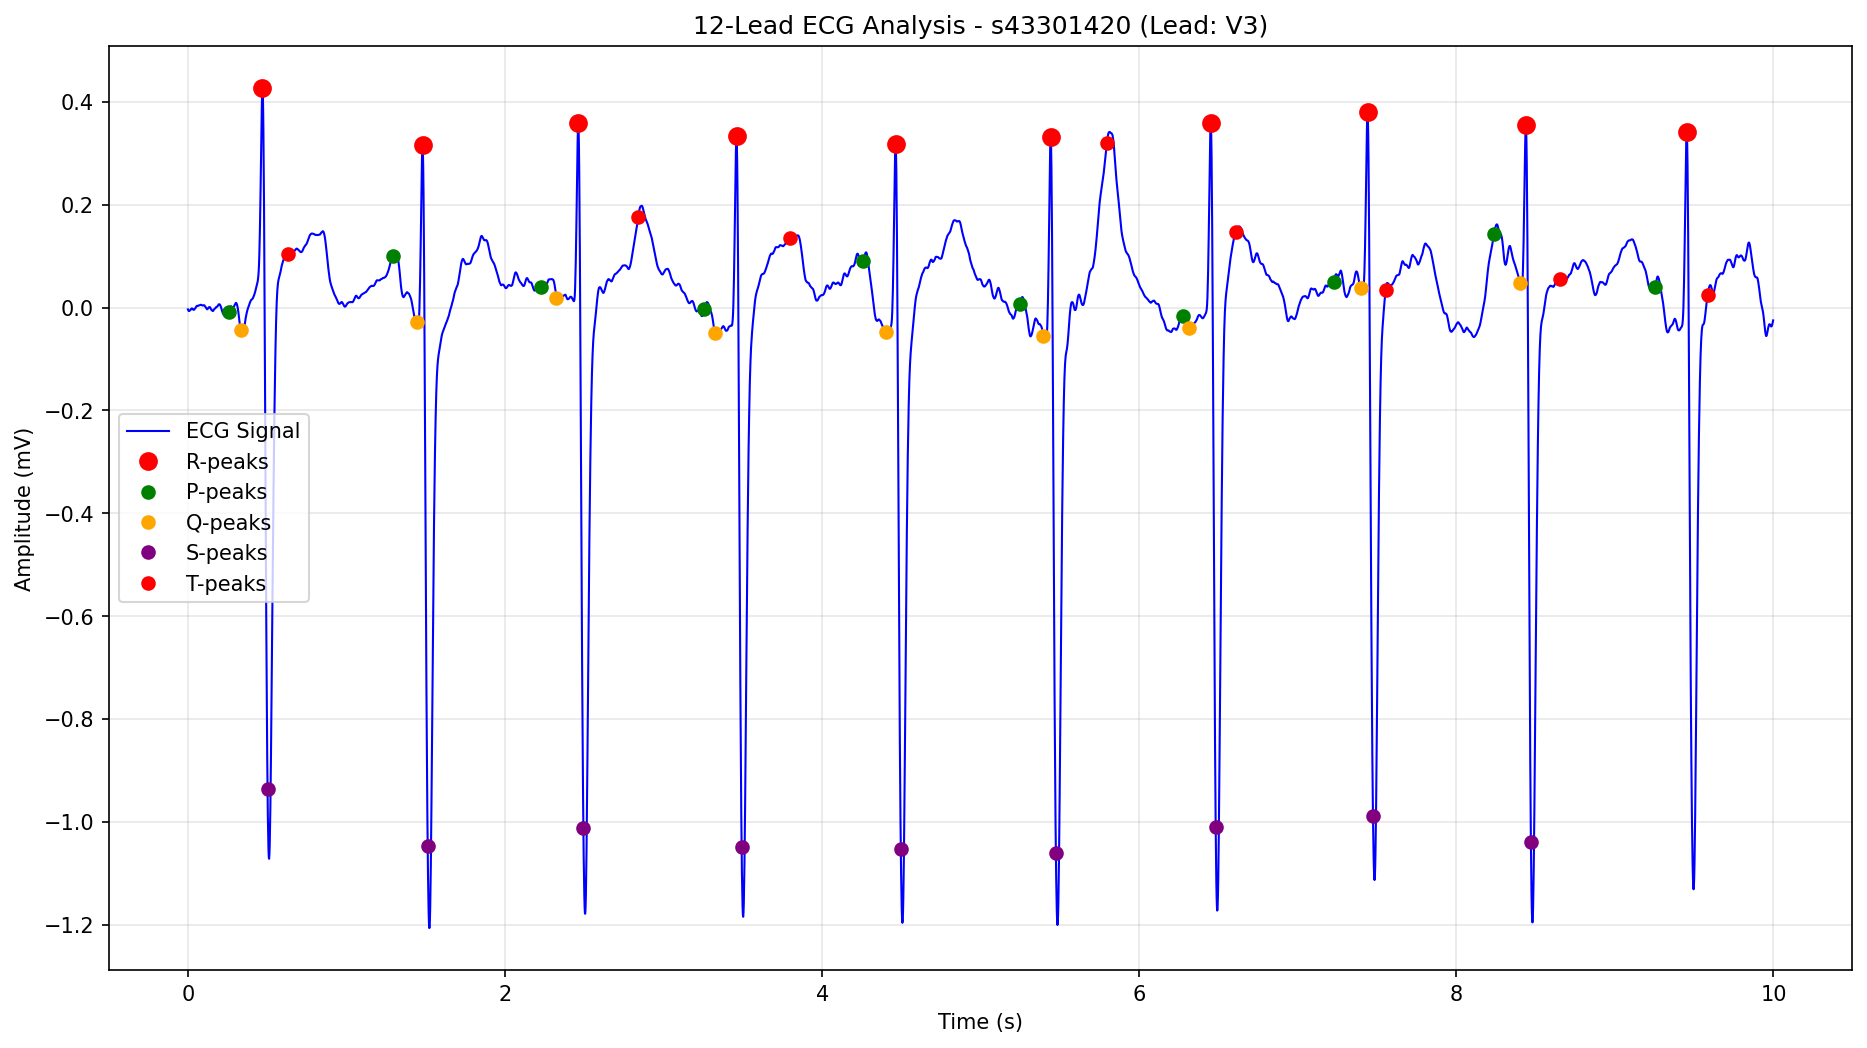 12-Lead ECG Analysis - s43301420 (Lead: V3)
Amplitude (mV)
0.4
0.2
0.0
−0.2
−0.4
−0.6
−0.8
−1.0
−1.2
ECG Signal
R-peaks
P-peaks
Q-peaks
S-peaks
T-peaks
0 2 4 6 8 10
Time (s)